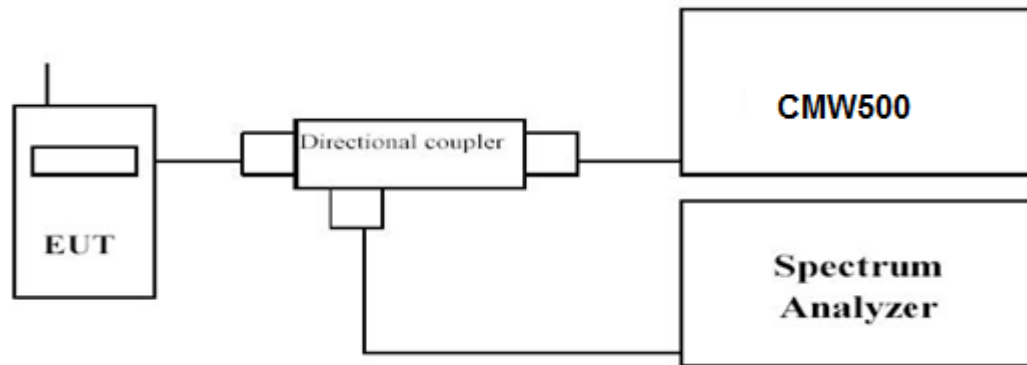 EUT
Directional coupler
CMW500
Spectrum
Analyzer